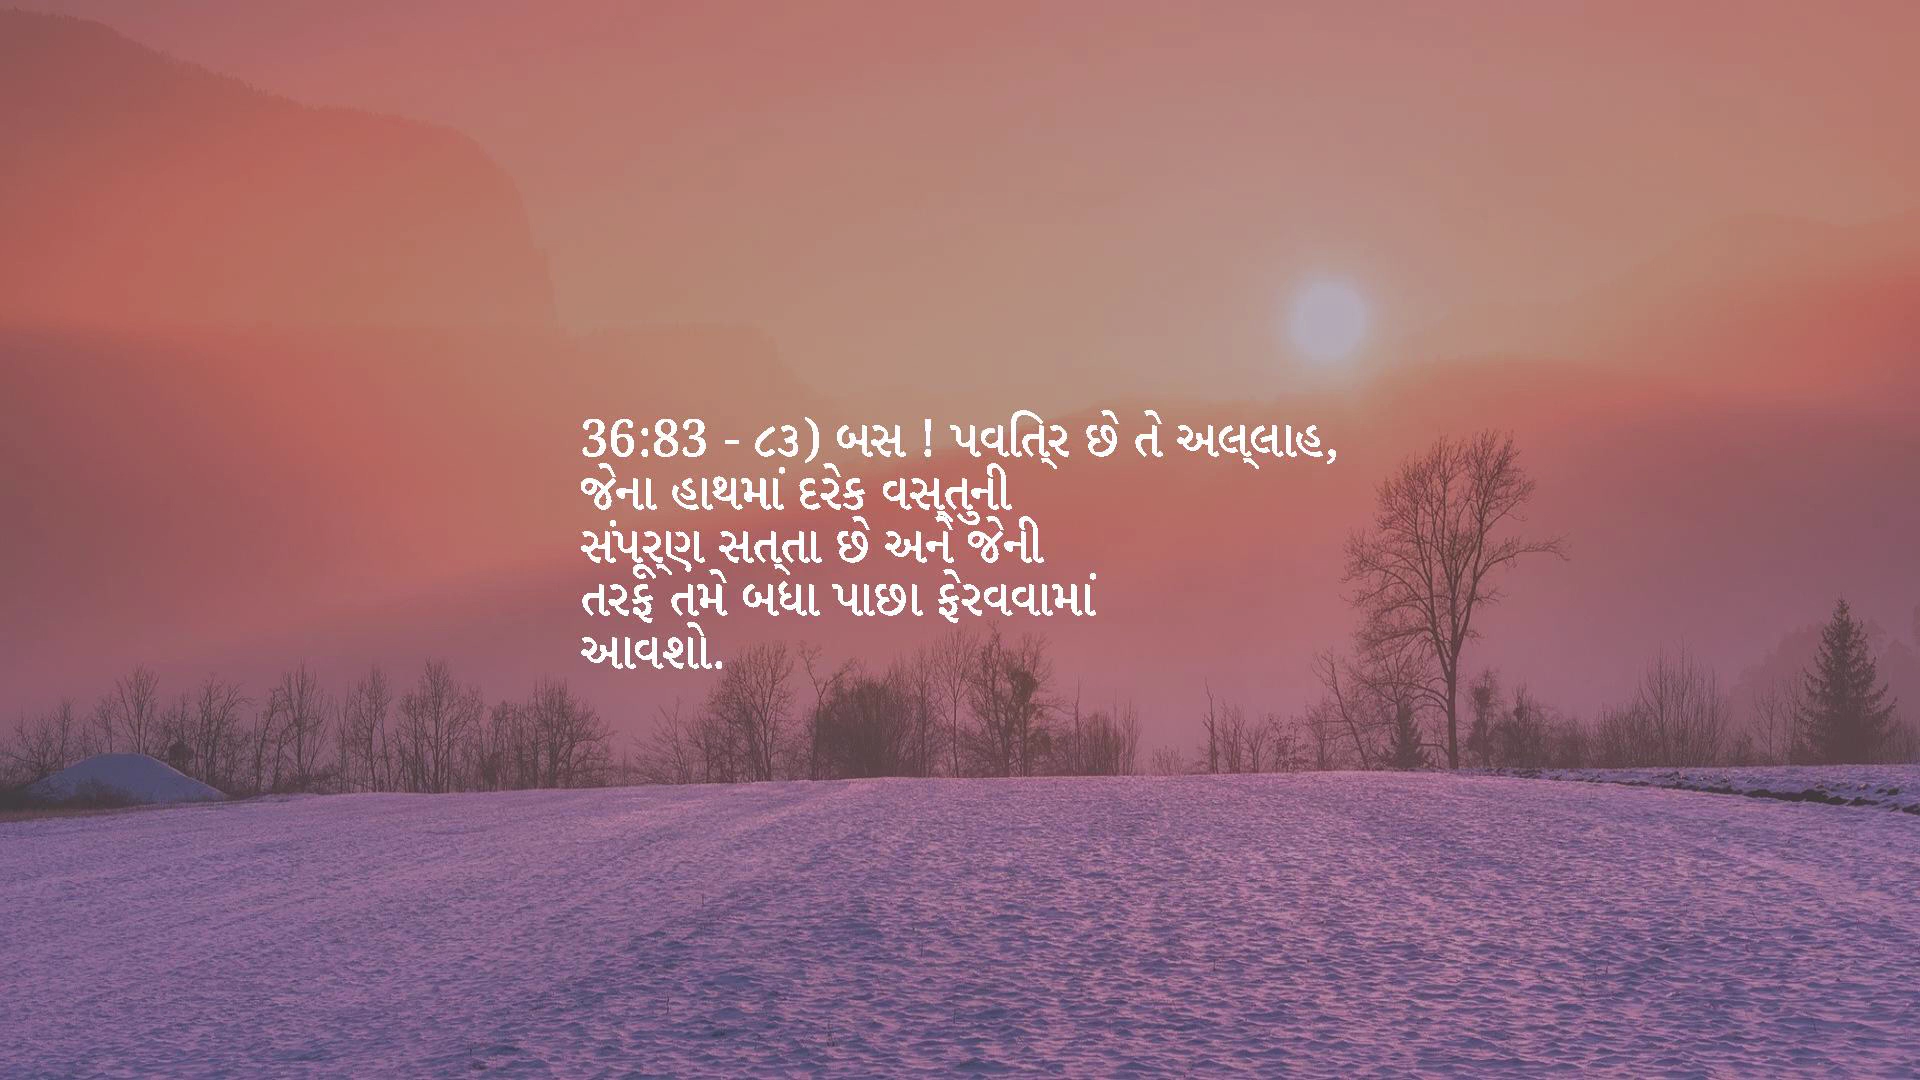 36:83 - ૮૩) બસ ! પવિત્ર છે તે અલ્લાહ,
જેના હાથમાં દરેક વસ્તુની
સંપૂર્ણ સત્તા છે અને જેની
તરફ તમે બધા પાછા ફેરવવામાં
આવશો.